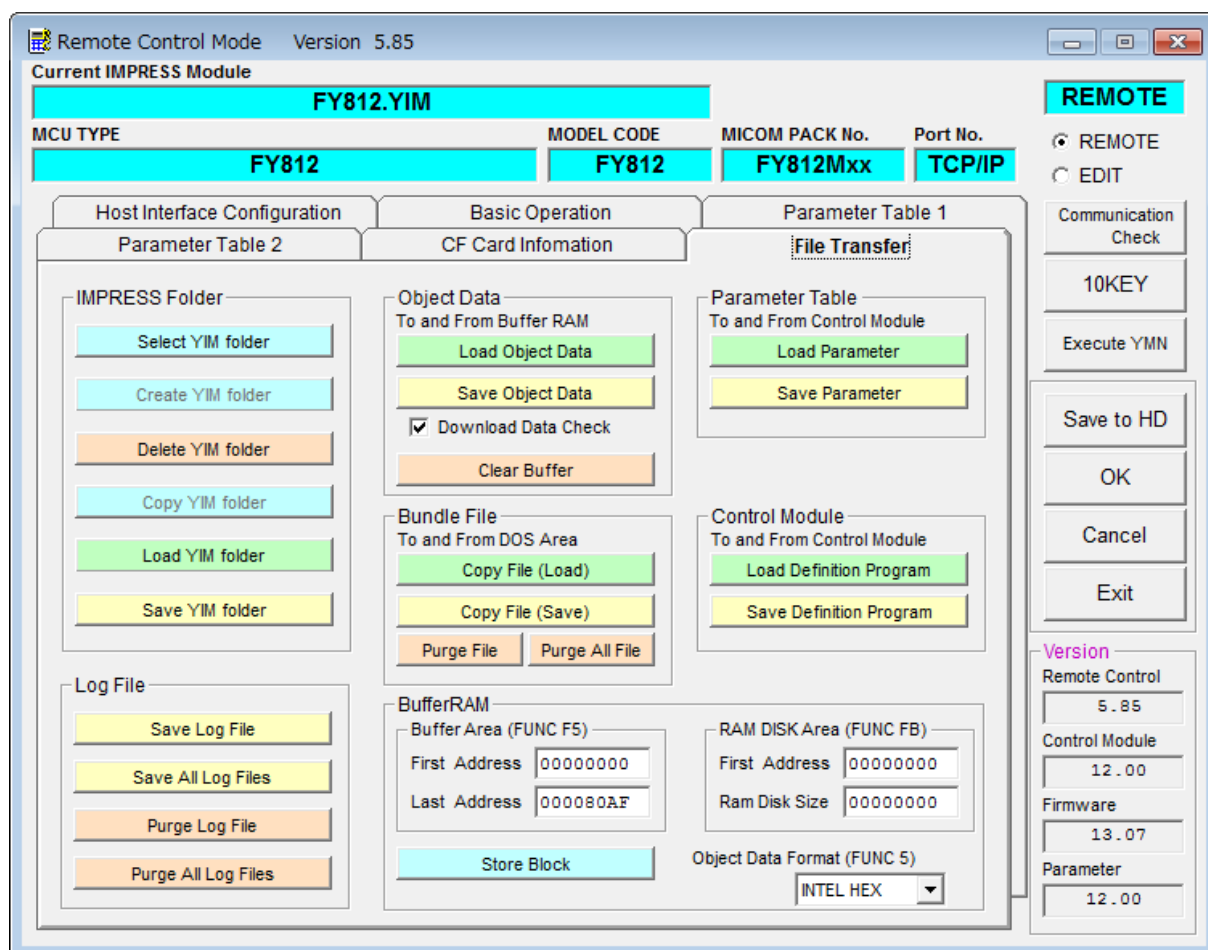 Remote Control Mode Version 5.85
Current IMPRESS Module
FY812.YIM
REMOTE
MCU TYPE
MODEL CODE
MICOM PACK No.
Port No.
FY812
FY812
FY812Mxx
TCP/IP
REMOTE
EDIT
Host Interface Configuration
Basic Operation
Parameter Table 1
Parameter Table 2
CF Card Infomation
File Transfer
IMPRESS Folder
Select YIM folder
Create YIM folder
Delete YIM folder
Copy YIM folder
Load YIM folder
Save YIM folder
Log File
Save Log File
Save All Log Files
Purge Log File
Purge All Log Files
Object Data
To and From Buffer RAM
Load Object Data
Save Object Data
Download Data Check
Clear Buffer
Bundle File
To and From DOS Area
Copy File (Load)
Copy File (Save)
Purge File
Purge All File
Parameter Table
To and From Control Module
Load Parameter
Save Parameter
Control Module
To and From Control Module
Load Definition Program
Save Definition Program
BufferRAM
Buffer Area (FUNC F5)
First Address 00000000
Last Address 000080AF
RAM DISK Area (FUNC FB)
First Address 00000000
Ram Disk Size 00000000
Store Block
Object Data Format (FUNC 5)
INTEL HEX
Communication
Check
10KEY
Execute YMN
Save to HD
OK
Cancel
Exit
Version
Remote Control
5.85
Control Module
12.00
Firmware
13.07
Parameter
12.00